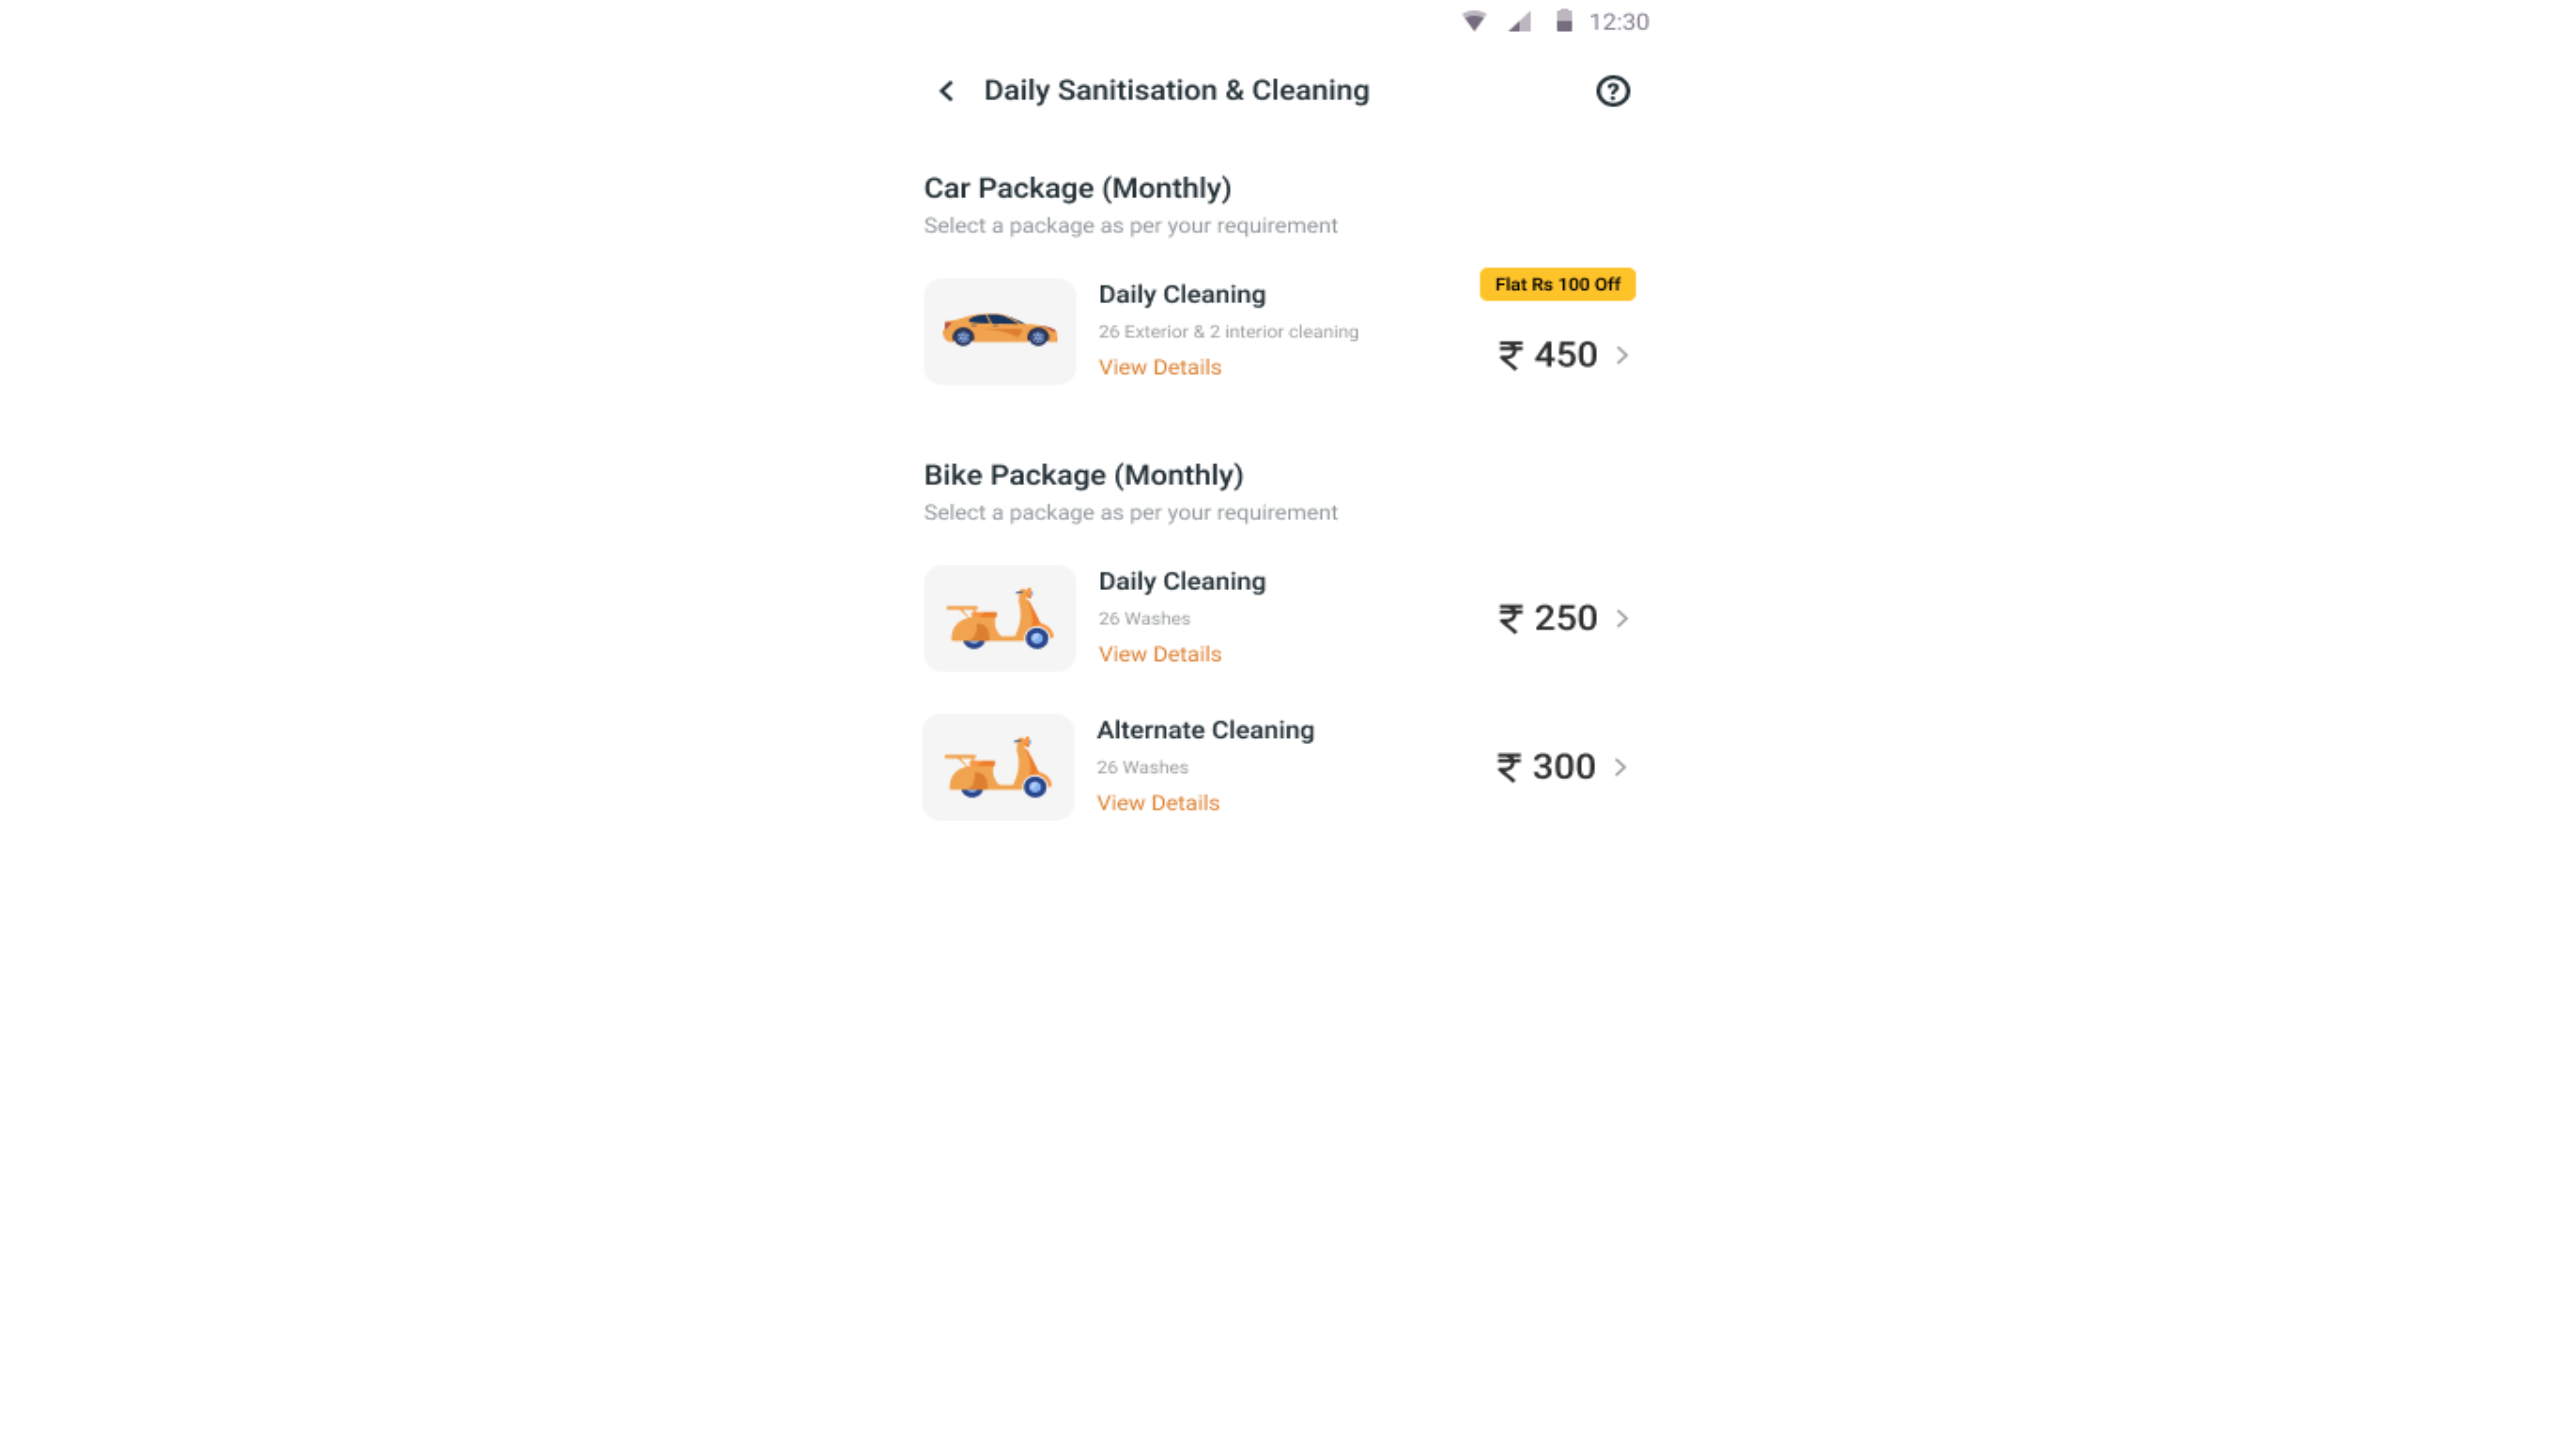 12:30
Daily Sanitisation & Cleaning
Car Package (Monthly)
Select a package as per your requirement
Daily Cleaning
Flat Rs 100 Off
26 Exterior & 2 interior cleaning
₹ 450
View Details
Bike Package (Monthly)
Select a package as per your requirement
Daily Cleaning
26 Washes
₹ 250
View Details
Alternate Cleaning
26 Washes
₹ 300
View Details